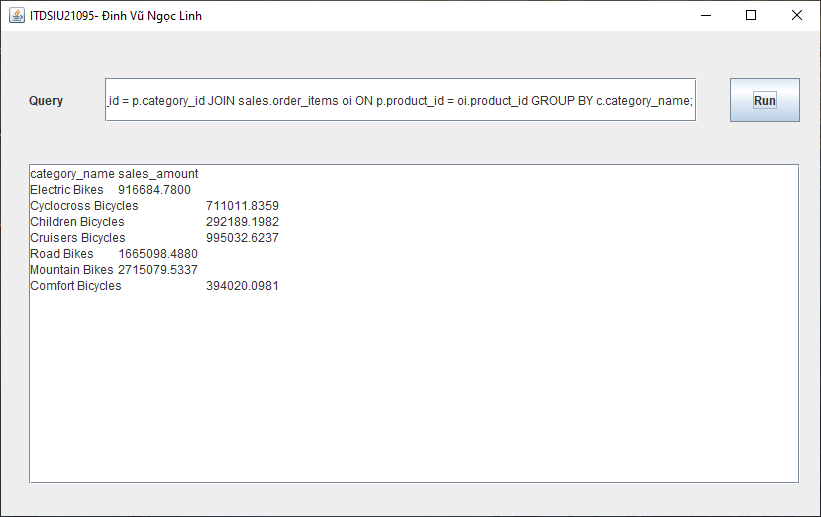 ITDSIU21095- Đinh Vũ Ngọc Linh
Query
_id = p.category_id JOIN sales.order_items oi ON p.product_id = oi.product_id GROUP BY c.category_name;
Run
category_name sales_amount
Electric Bikes 916684.7800
Cyclocross Bicycles 711011.8359
Children Bicycles 292189.1982
Cruisers Bicycles 995032.6237
Road Bikes 1665098.4880
Mountain Bikes 2715079.5337
Comfort Bicycles 394020.0981